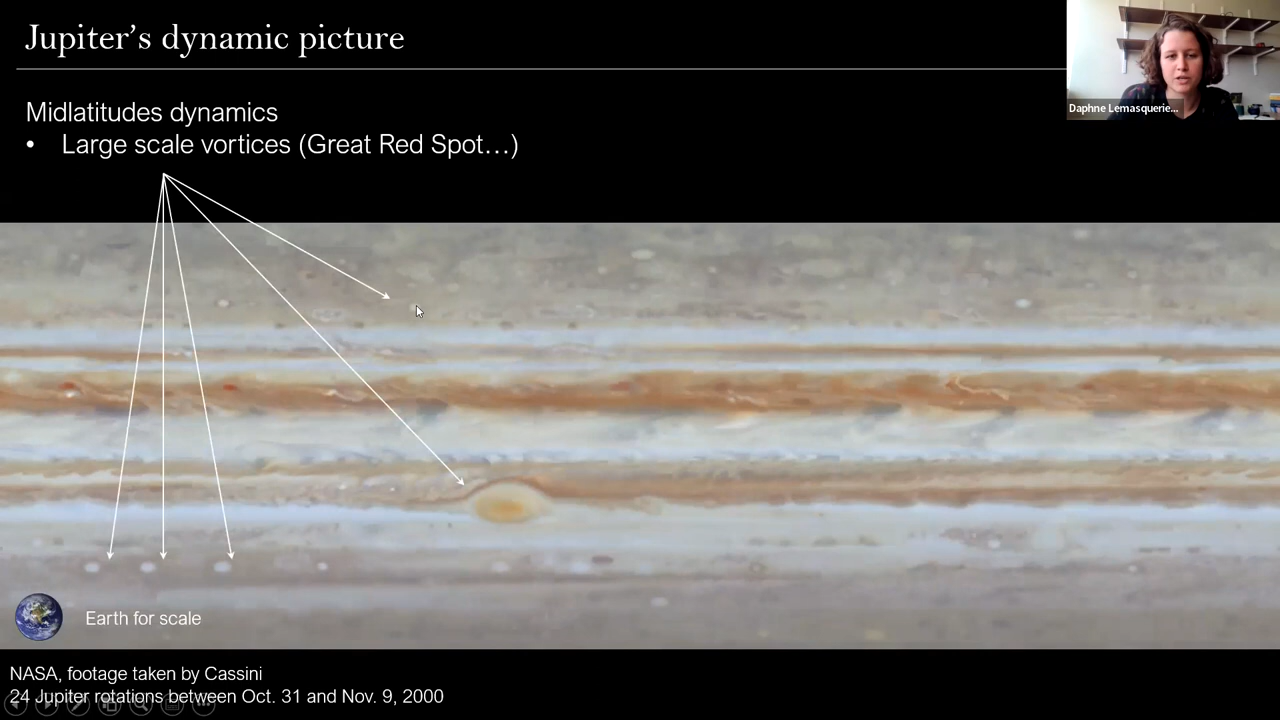 Jupiter’s dynamic picture
Daphne Lemasquerie...
Midlatitudes dynamics
• Large scale vortices (Great Red Spot…)
Earth for scale
NASA, footage taken by Cassini
24 Jupiter rotations between Oct. 31 and Nov. 9, 2000